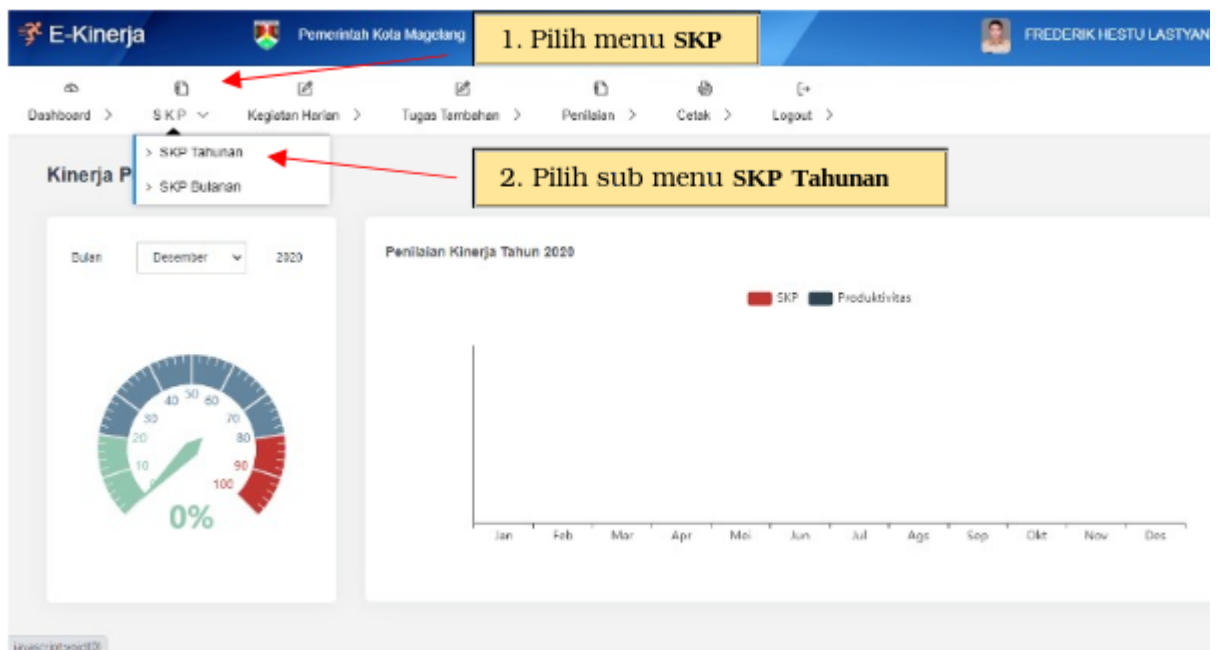 E-Kinerja
Pemerintah Kota Magelang
1. Pilih menu SKP
FREDERIK HESTU LASTYAN
Dashboard >
SKP
Kegiatan Harian >
Tugas Tambahan >
Penilaian >
Cetak >
Logout >
> SKP Tahunan
> SKP Bulanan
Kinerja P
2. Pilih sub menu SKP Tahunan
Bulan Desember 2020
Penilaian Kinerja Tahun 2020
SKP Produktivitas
0 10 20 30 40 50 60 70 80 90 100
0%
Jan Feb Mar Apr Mei Jun Jul Ags Sep Okt Nov Des
javascript:void(0)